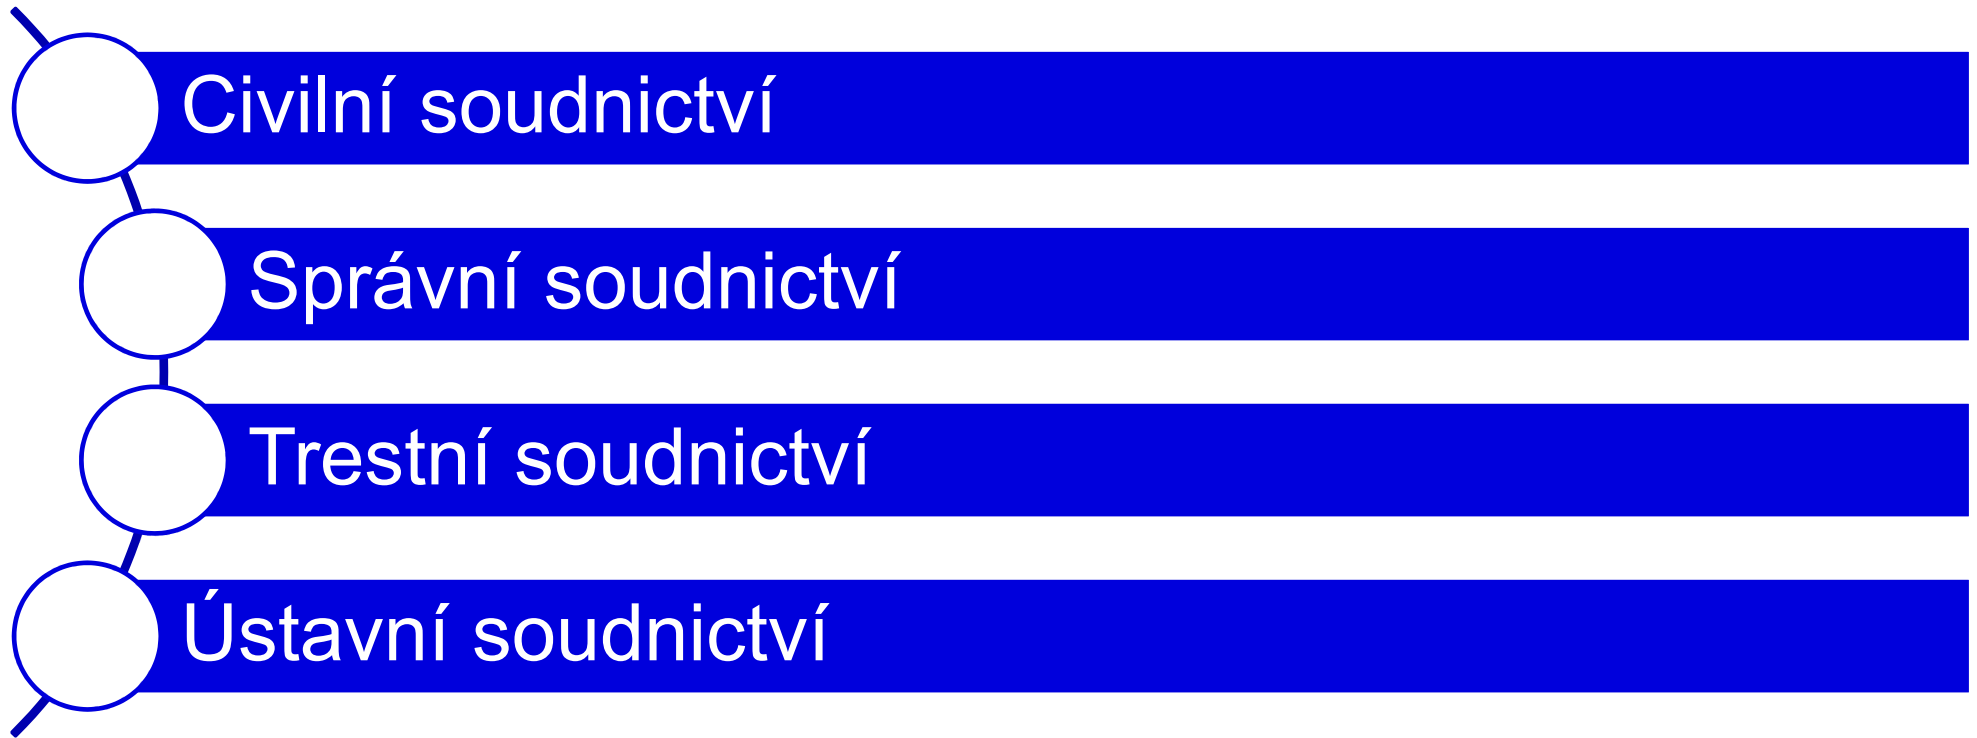 Civilní soudnictví
Správní soudnictví
Trestní soudnictví
Ústavní soudnictví